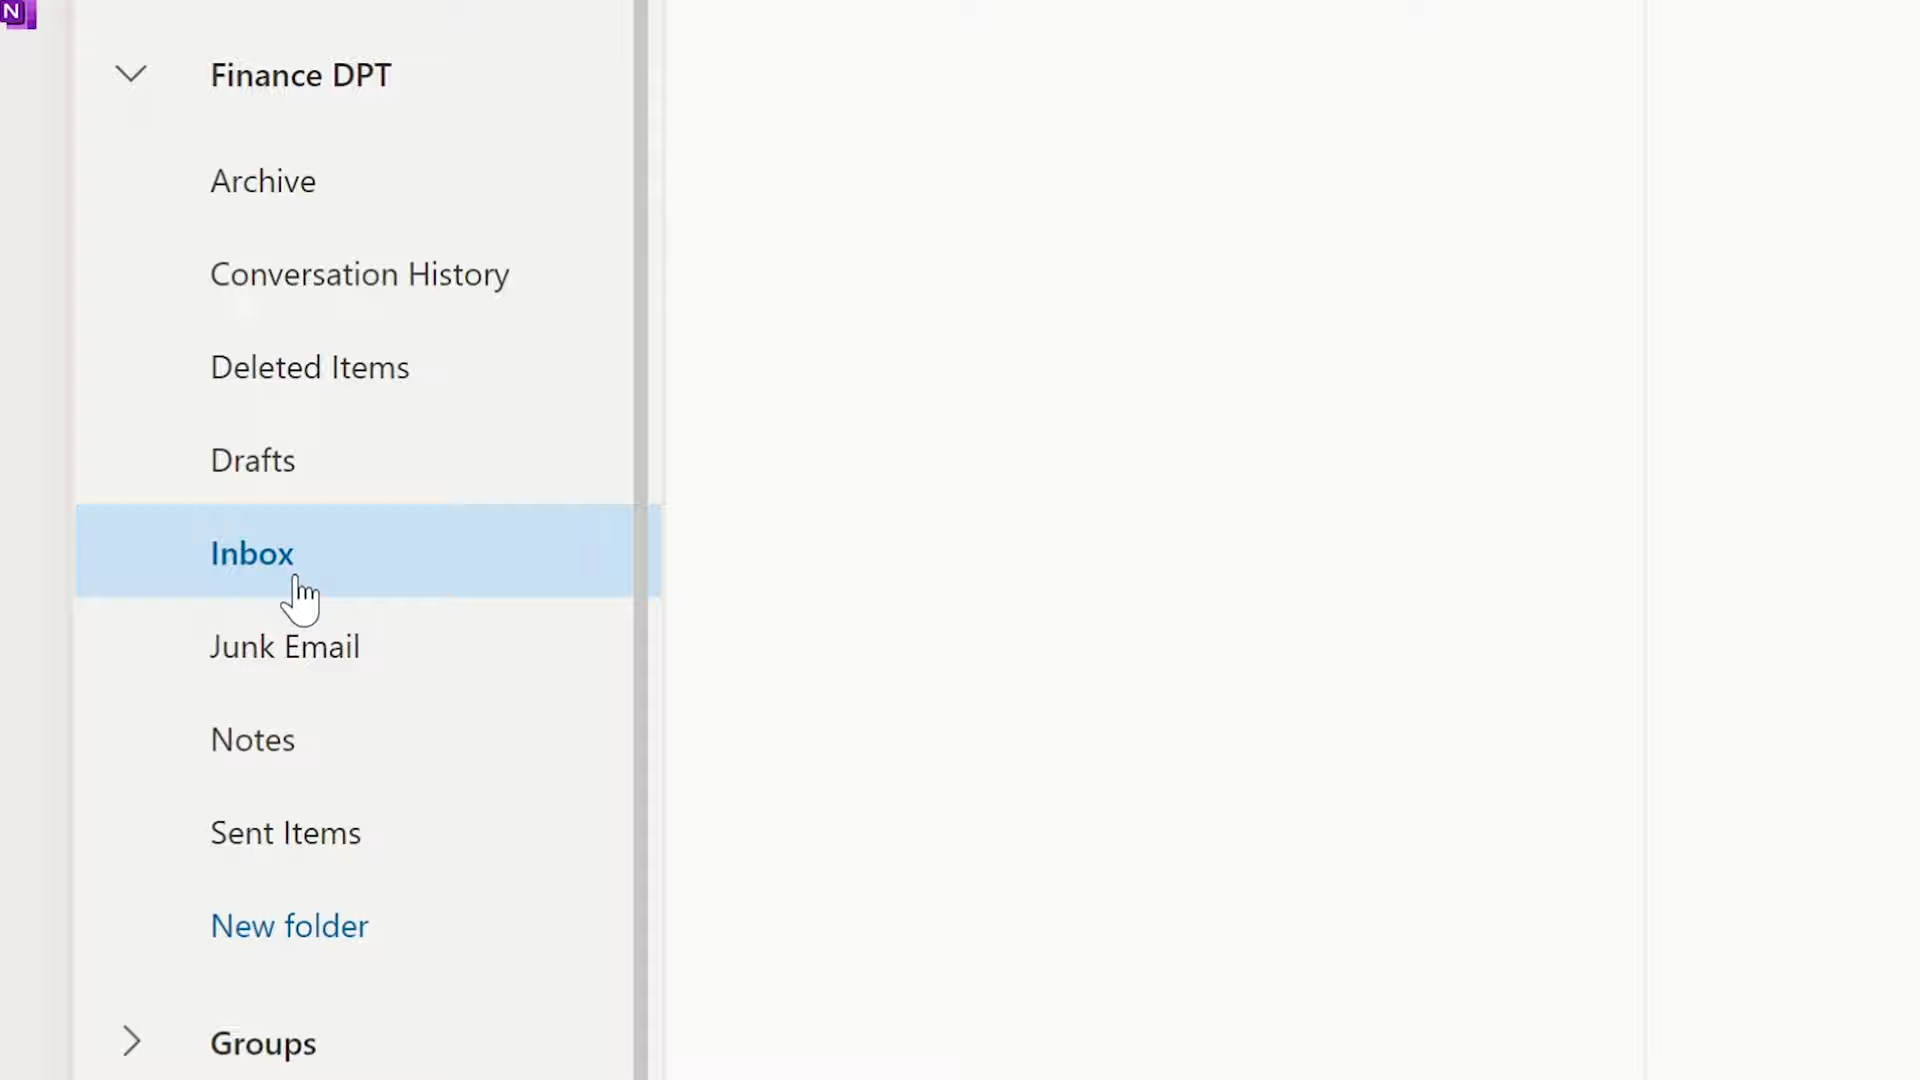 N
Finance DPT
Archive
Conversation History
Deleted Items
Drafts
Inbox
Junk Email
Notes
Sent Items
New folder
Groups